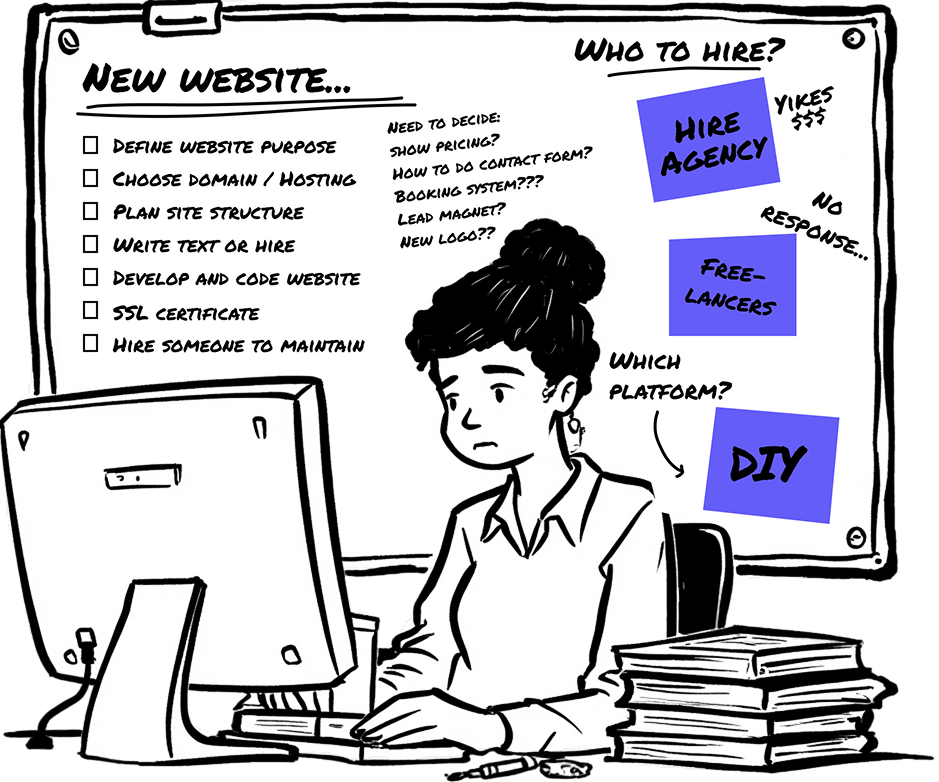 New website...
Define website purpose
Choose domain / Hosting
Plan site structure
Write text or hire
Develop and code website
SSL certificate
Hire someone to maintain
Need to decide:
show pricing?
How to do contact form?
Booking system???
Lead magnet?
New logo??
Who to hire?
Hire
Agency
Yikes
$$$
No
response...
Free-
lancers
Which
platform?
DIY